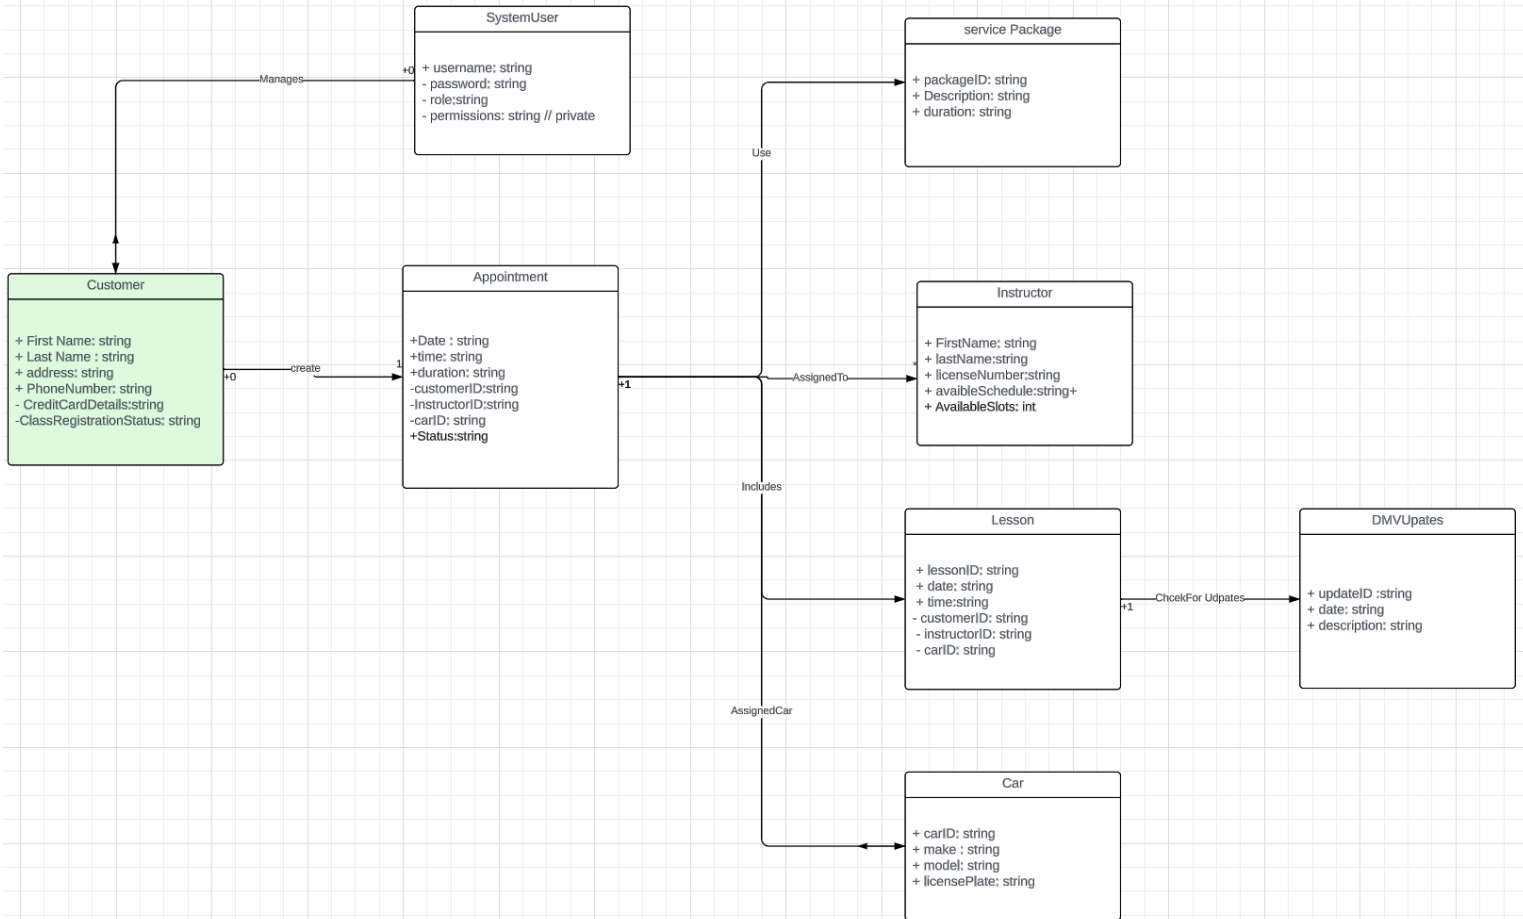 SystemUser
+ username: string
- password: string
- role:string
- permissions: string // private
+0
Manages
service Package
+ packageID: string
+ Description: string
+ duration: string
Use
Customer
+ First Name: string
+ Last Name : string
+ address: string
+ PhoneNumber: string
- CreditCardDetails:string
-ClassRegistrationStatus: string
+0
create
1
Appointment
+Date : string
+time: string
+duration: string
-customerID:string
-InstructorID:string
-carID: string
+Status:string
+1
AssignedTo
*
Instructor
+ FirstName: string
+ lastName:string
+ licenseNumber:string
+ avaibleSchedule:string+
+ AvailableSlots: int
Includes
Lesson
+ lessonID: string
+ date: string
+ time:string
- customerID: string
- instructorID: string
- carID: string
+1
ChcekFor Udpates
DMVUpates
+ updateID :string
+ date: string
+ description: string
AssignedCar
Car
+ carID: string
+ make : string
+ model: string
+ licensePlate: string